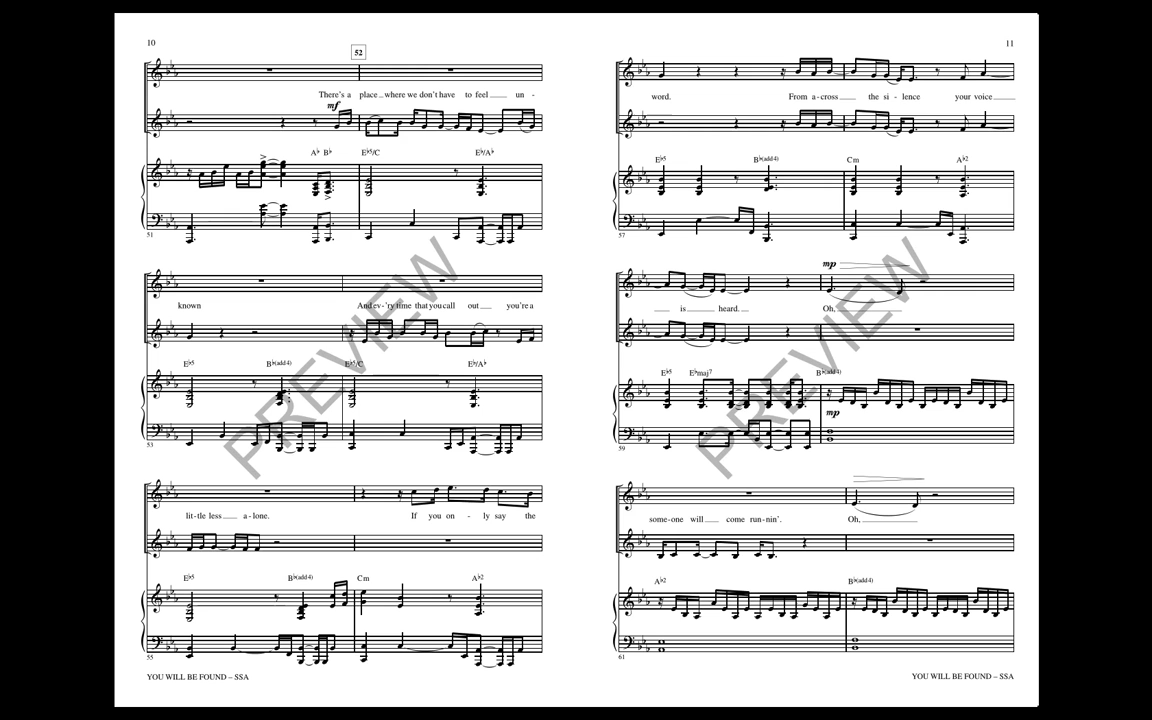 10
52
There's a place where we don't have to feel un -
mf
A♭ B♭ E♭5/C E♭/A♭
51
known And ev-'ry time that you call out you're a
E♭5 B♭(add4) E♭5/C E♭/A♭
53
lit-tle less a-lone. If you on - ly say the
E♭5 B♭(add4) Cm A♭2
55
YOU WILL BE FOUND – SSA
11
word. From a-cross the si - lence your voice
E♭5 B♭(add4) Cm A♭2
57
mp
is heard. Oh,
E♭5 E♭maj7 B♭(add4)
mp
59
some-one will come run-nin'. Oh,
A♭2 B♭(add4)
61
YOU WILL BE FOUND – SSA
PREVIEW
PREVIEW